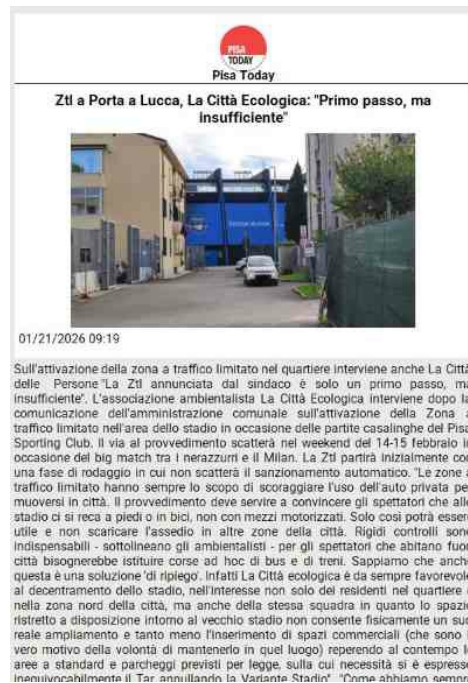 PISA
TODAY
Pisa Today
Ztl a Porta a Lucca, La Città Ecologica: "Primo passo, ma
insufficiente"
01/21/2026 09:19
Sull'attivazione della zona a traffico limitato nel quartiere interviene anche La Città
delle Persone "La Ztl annunciata dal sindaco è solo un primo passo, ma
insufficiente". L'associazione ambientalista La Città Ecologica interviene dopo la
comunicazione dell'amministrazione comunale sull'attivazione della Zona a
traffico limitato nell'area dello stadio in occasione delle partite casalinghe del Pisa
Sporting Club. Il via al provvedimento scatterà nel weekend del 14-15 febbraio in
occasione del big match tra i nerazzurri e il Milan. La Ztl partirà inizialmente con
una fase di rodaggio in cui non scatterà il sanzionamento automatico. "Le zone a
traffico limitato hanno sempre lo scopo di scoraggiare l'uso dell'auto privata per
muoversi in città. Il provvedimento deve servire a convincere gli spettatori che allo
stadio ci si reca a piedi o in bici, non con mezzi motorizzati. Solo così potrà essere
utile e non scaricare l'assedio in altre zone della città. Rigidi controlli sono
indispensabili - sottolineano gli ambientalisti - per gli spettatori che abitano fuori
città bisognerebbe istituire corse ad hoc di bus e di treni. Sappiamo che anche
questa è una soluzione 'di ripiego'. Infatti La Città ecologica è da sempre favorevole
al decentramento dello stadio, nell'interesse non solo dei residenti nel quartiere e
nella zona nord della città, ma anche della stessa squadra in quanto lo spazio
ristretto a disposizione intorno al vecchio stadio non consente fisicamente un suo
reale ampliamento e tanto meno l'inserimento di spazi commerciali (che sono il
vero motivo della volontà di mantenerlo in quel luogo) reperendo al contempo le
aree a standard e parcheggi previsti per legge, sulla cui necessità si è espresso
inequivocabilmente il Tar annullando la Variante Stadio". "Come abbiamo sempre